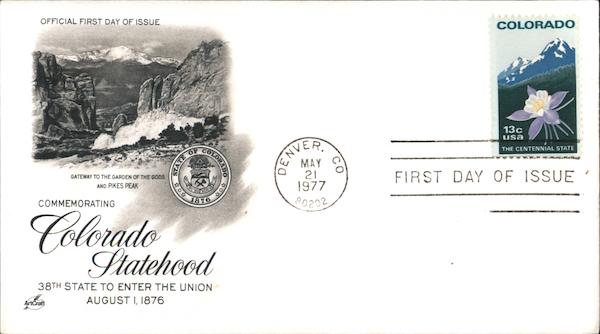 OFFICIAL FIRST DAY OF ISSUE
GATEWAY TO THE GARDEN OF THE GODS
AND PIKES PEAK
STATE OF COLORADO
1876
COMMEMORATING
Colorado
Statehood
38TH STATE TO ENTER THE UNION
AUGUST 1, 1876
ArtCraft
DENVER, CO
MAY
21
1977
80202
COLORADO
13c
usa
THE CENTENNIAL STATE
FIRST DAY OF ISSUE